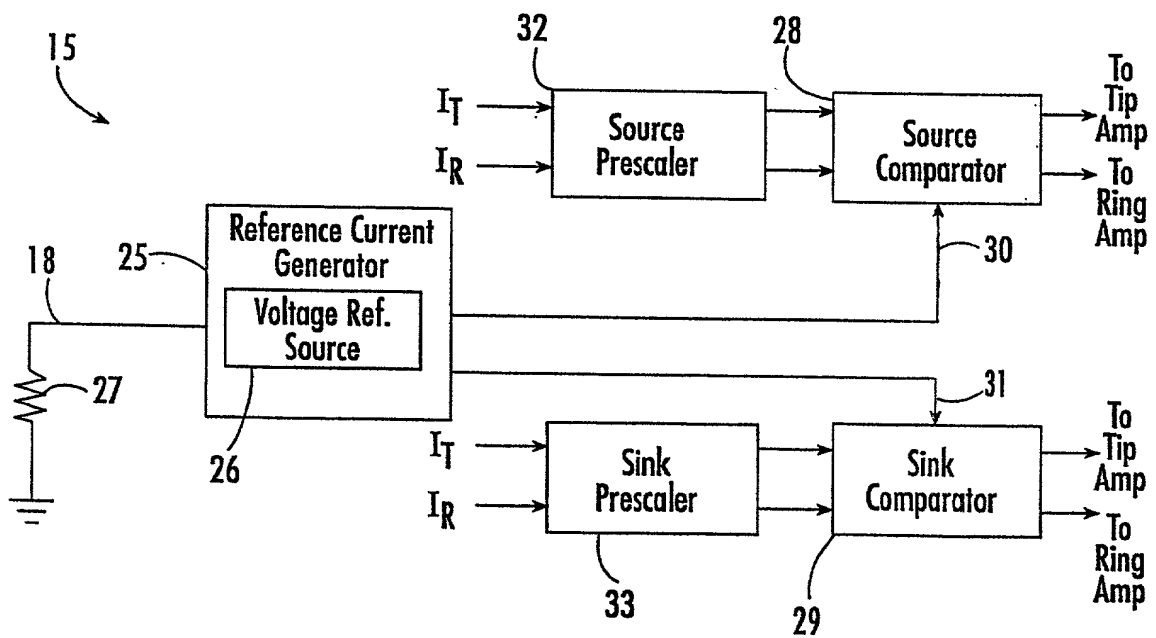 15
32
28
I_T
I_R
Source
Prescaler
Source
Comparator
To
Tip
Amp
To
Ring
Amp
30
18
25
Reference Current
Generator
Voltage Ref.
Source
27
26
31
I_T
I_R
Sink
Prescaler
33
Sink
Comparator
29
To
Tip
Amp
To
Ring
Amp